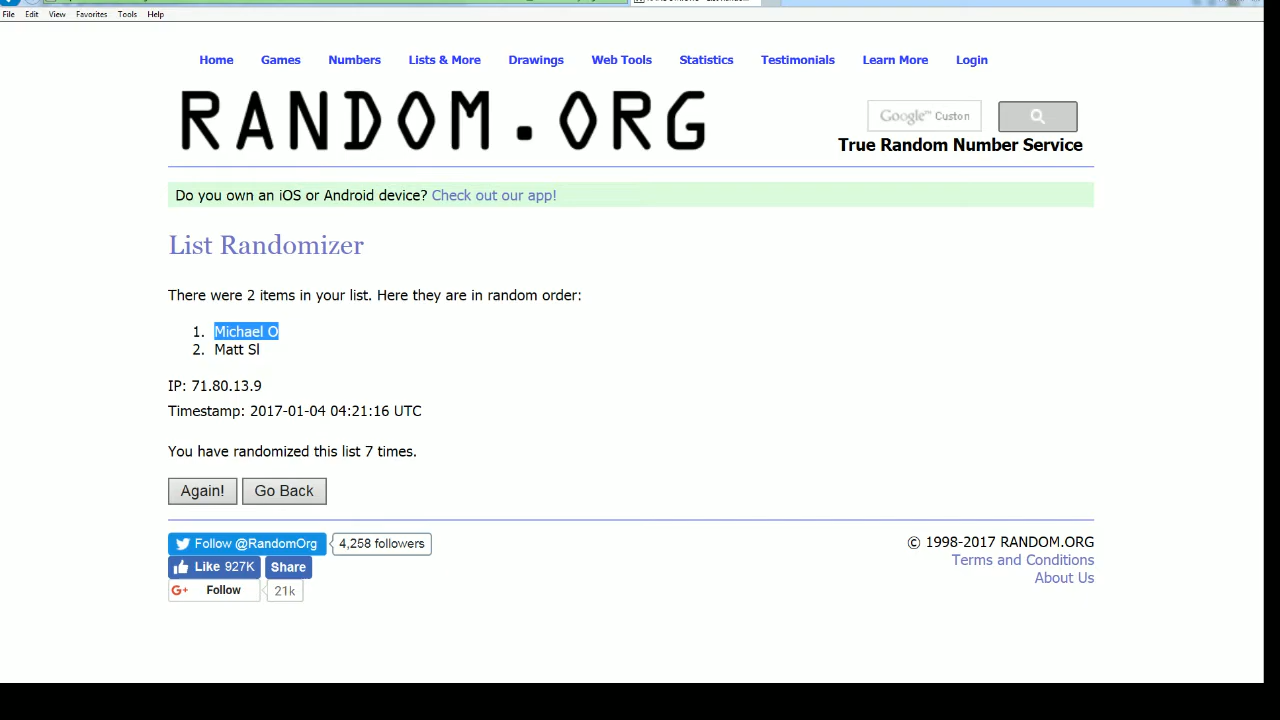 File Edit View Favorites Tools Help
Home Games Numbers Lists & More Drawings Web Tools Statistics Testimonials Learn More Login
RANDOM.ORG
Google™ Custom
True Random Number Service
Do you own an iOS or Android device? Check out our app!
List Randomizer
There were 2 items in your list. Here they are in random order:
1. Michael O
2. Matt Sl
IP: 71.80.13.9
Timestamp: 2017-01-04 04:21:16 UTC
You have randomized this list 7 times.
Again! Go Back
Follow @RandomOrg 4,258 followers
Like 927K Share
G+ Follow 21k
© 1998-2017 RANDOM.ORG
Terms and Conditions
About Us